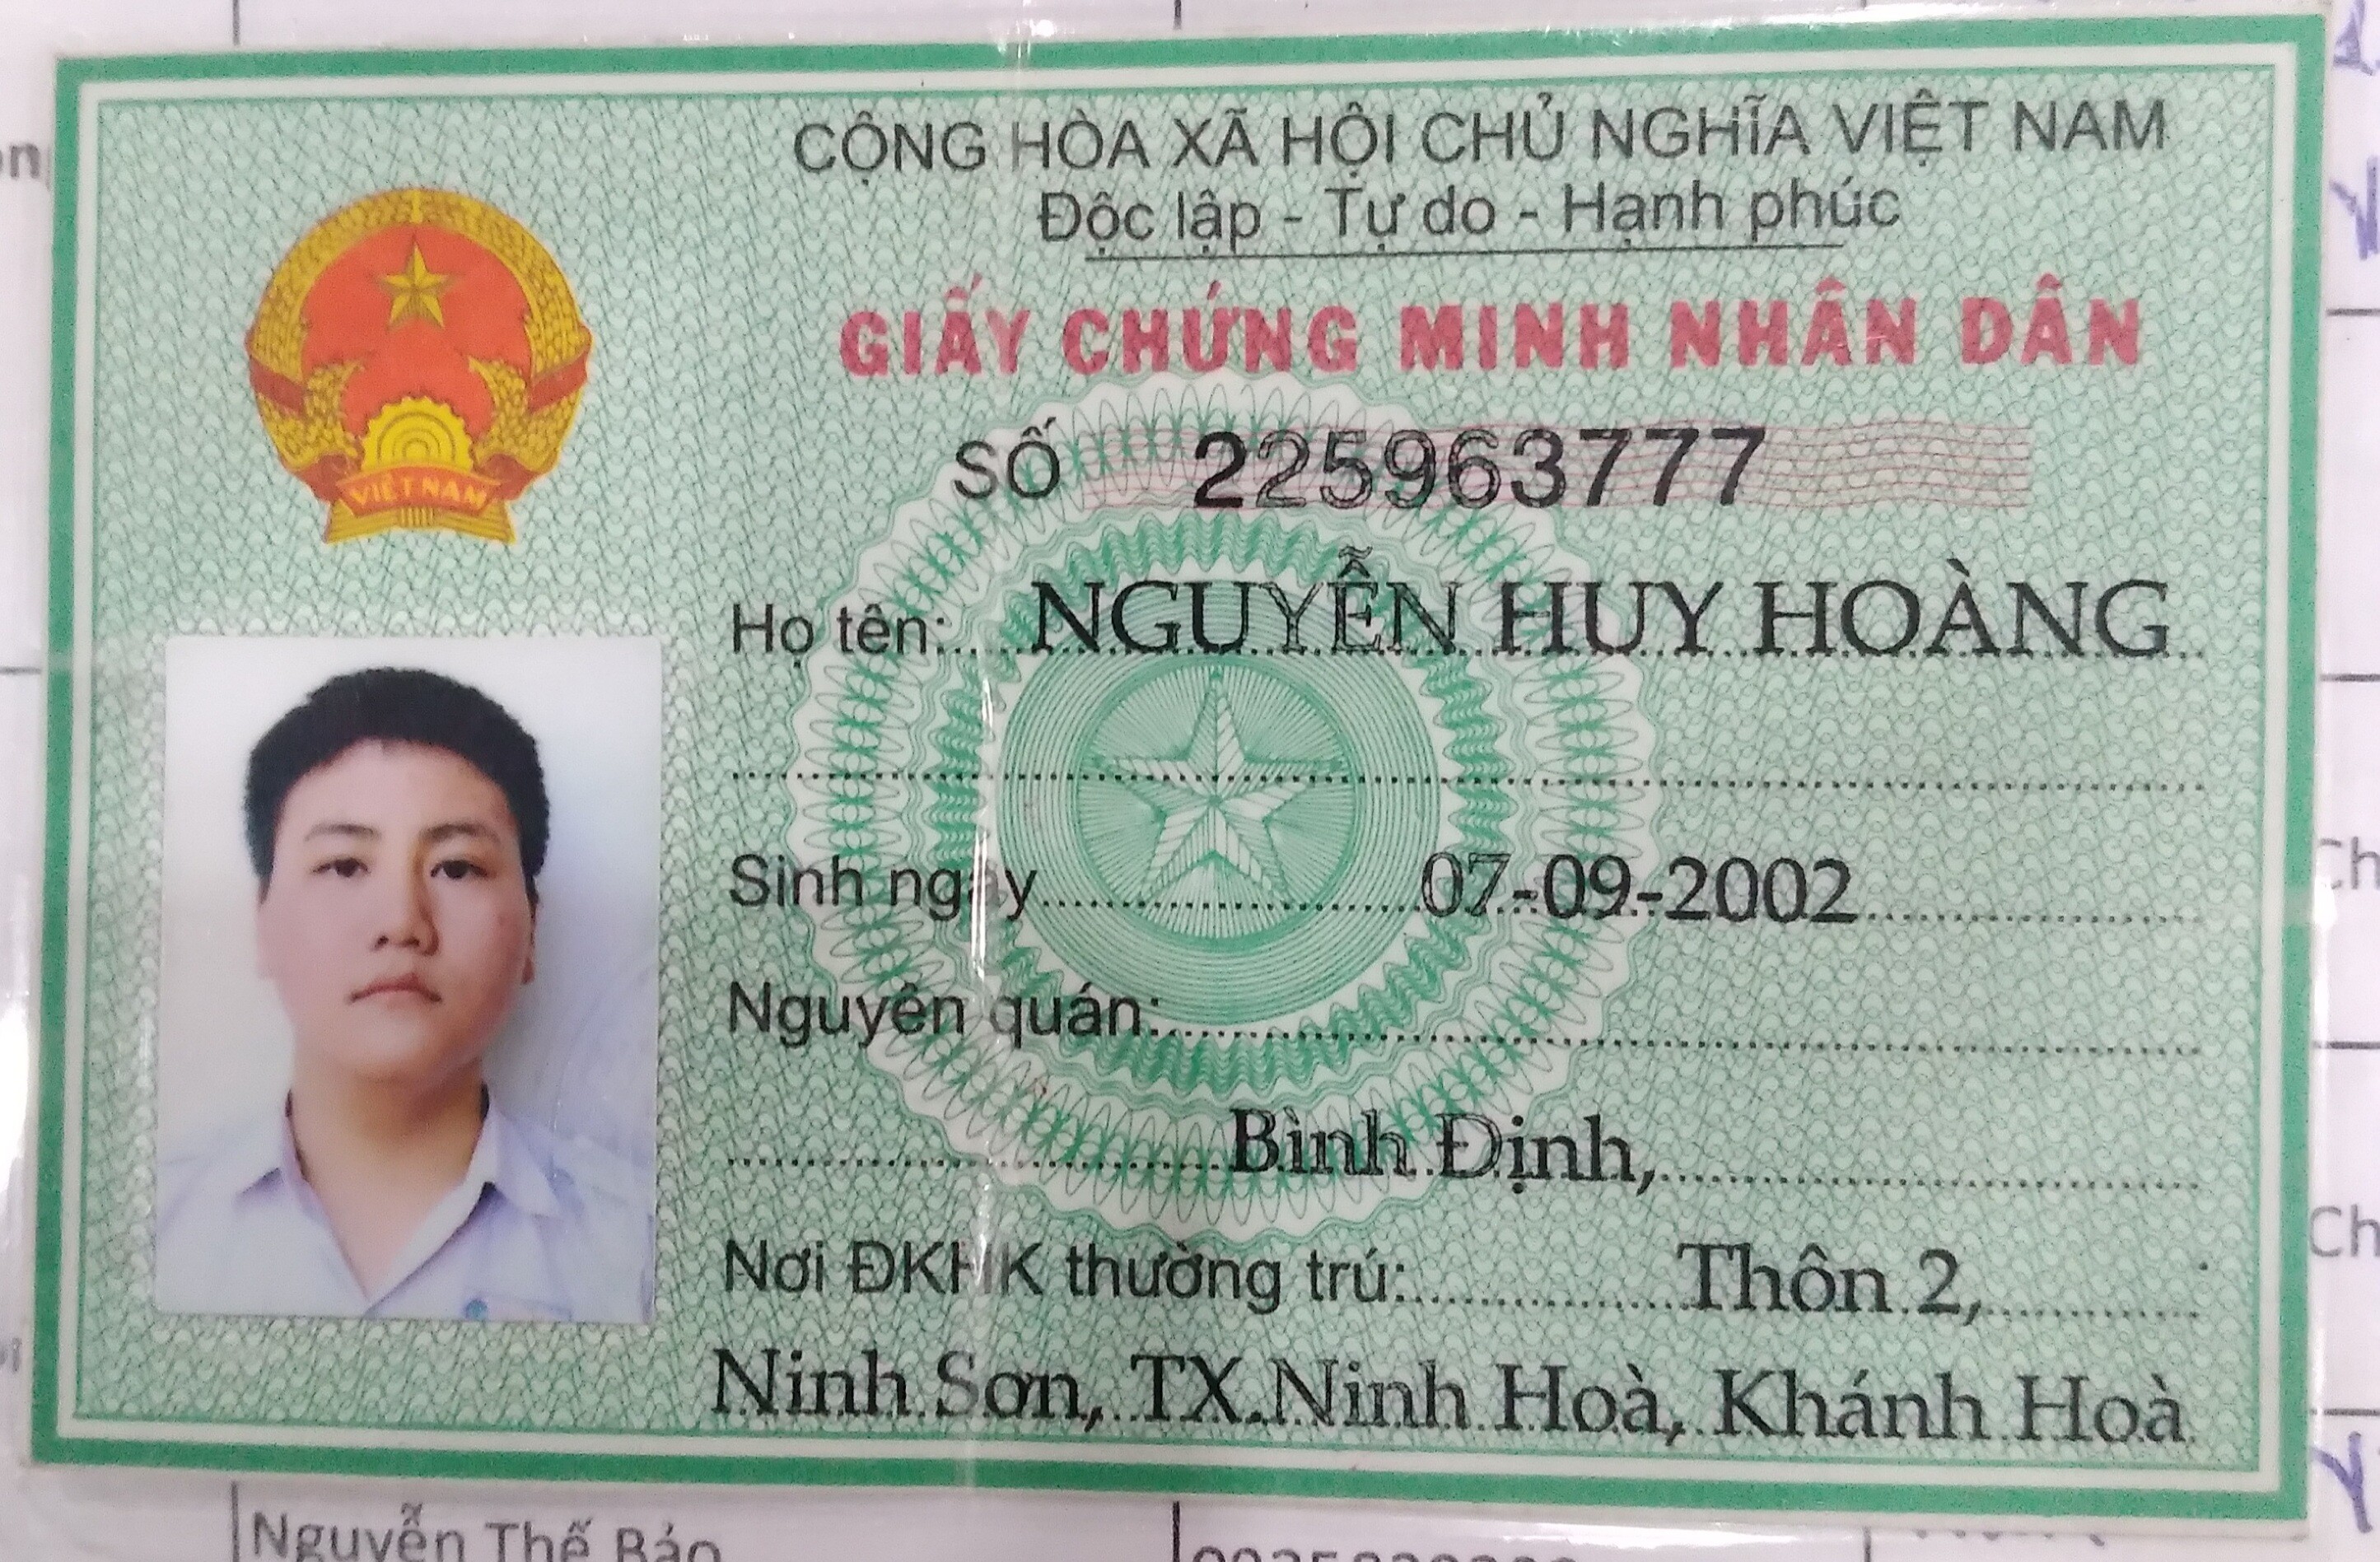 CỘNG HÒA XÃ HỘI CHỦ NGHĨA VIỆT NAM
Độc lập - Tự do - Hạnh phúc
GIẤY CHỨNG MINH NHÂN DÂN
SỐ 225963777
VIỆT NAM
Họ tên: NGUYỄN HUY HOÀNG
Sinh ngày 07-09-2002
Nguyên quán:
Bình Định,
Nơi ĐKHK thường trú: Thôn 2,
Ninh Sơn, TX.Ninh Hoà, Khánh Hoà
Ch
Ch
Nguyễn Thế Bảo